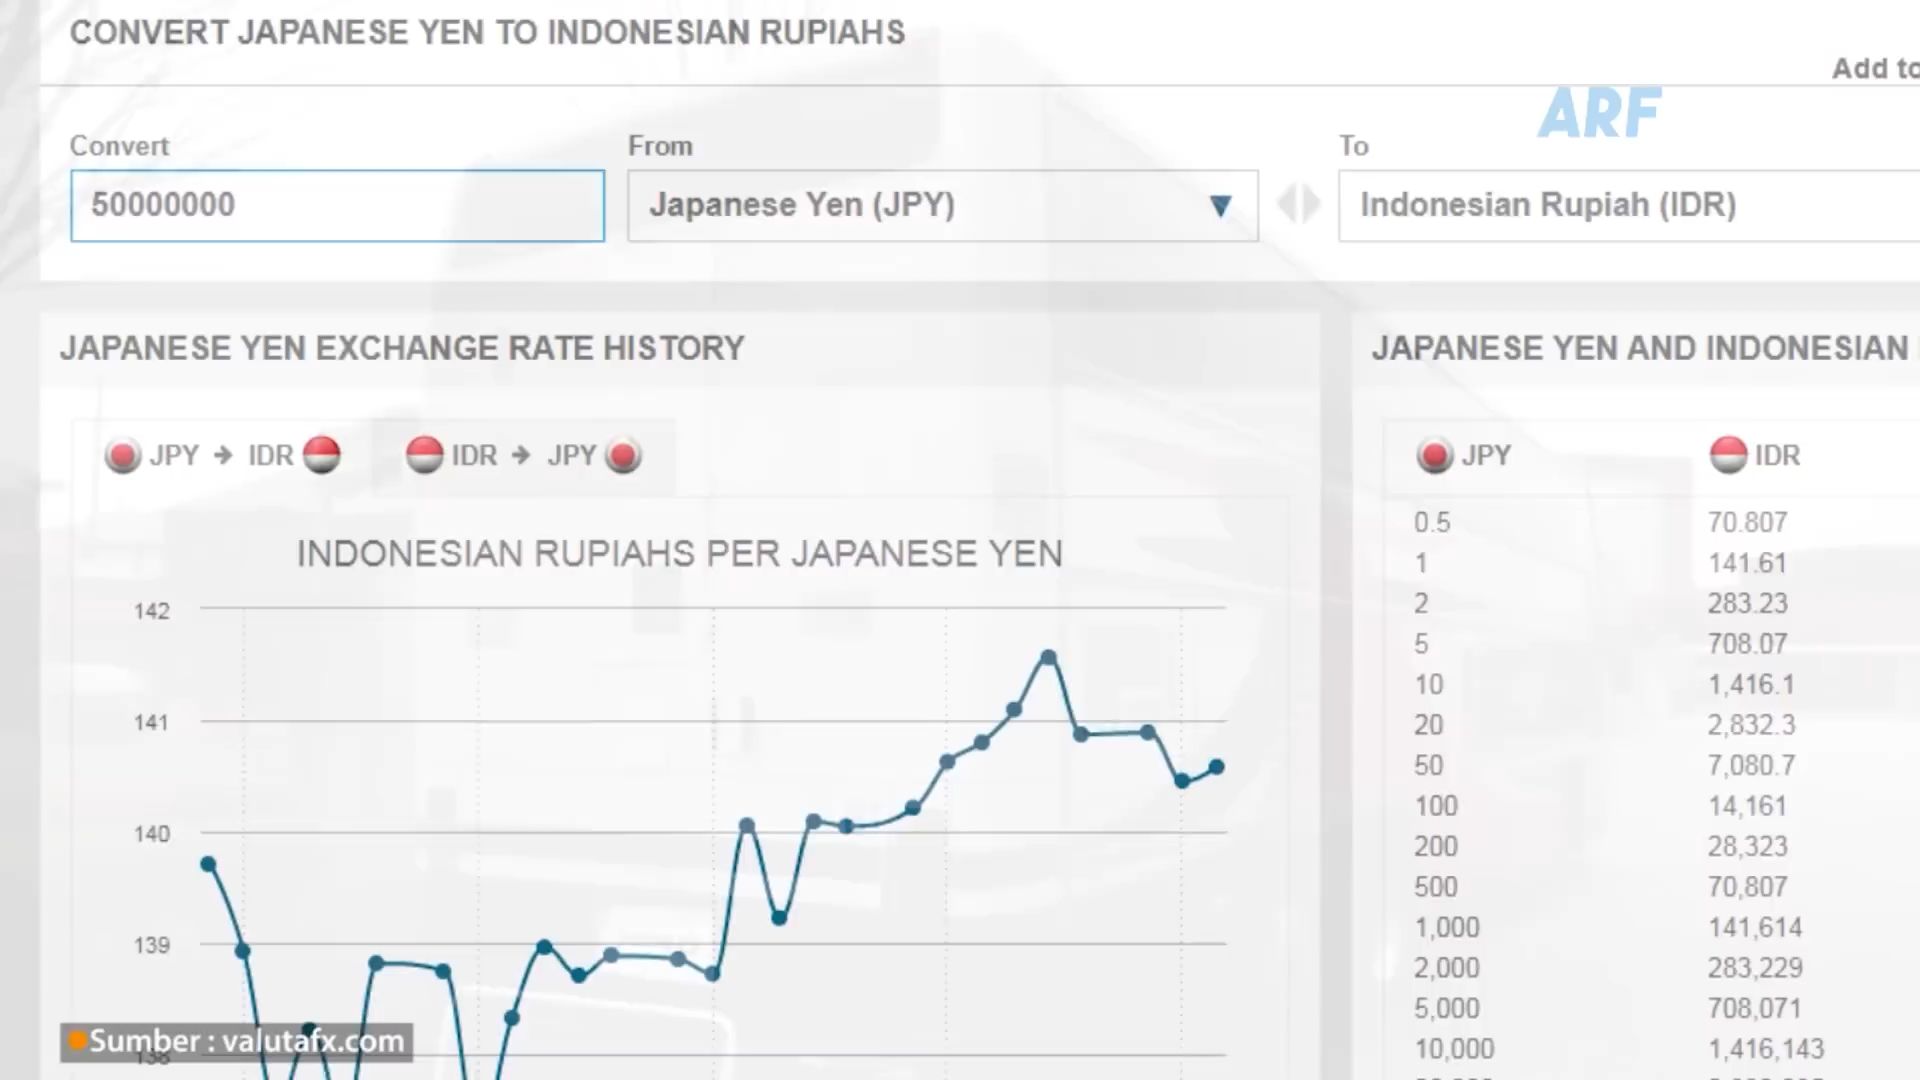 CONVERT JAPANESE YEN TO INDONESIAN RUPIAHS
Add to
ARF
Convert
From
To
50000000
Japanese Yen (JPY)
Indonesian Rupiah (IDR)
JAPANESE YEN EXCHANGE RATE HISTORY
JAPANESE YEN AND INDONESIAN
JPY → IDR
IDR → JPY
JPY
IDR
INDONESIAN RUPIAHS PER JAPANESE YEN
142
141
140
139
138
0.5 70.807
1 141.61
2 283.23
5 708.07
10 1,416.1
20 2,832.3
50 7,080.7
100 14,161
200 28,323
500 70,807
1,000 141,614
2,000 283,229
5,000 708,071
10,000 1,416,143
Sumber : valutafx.com